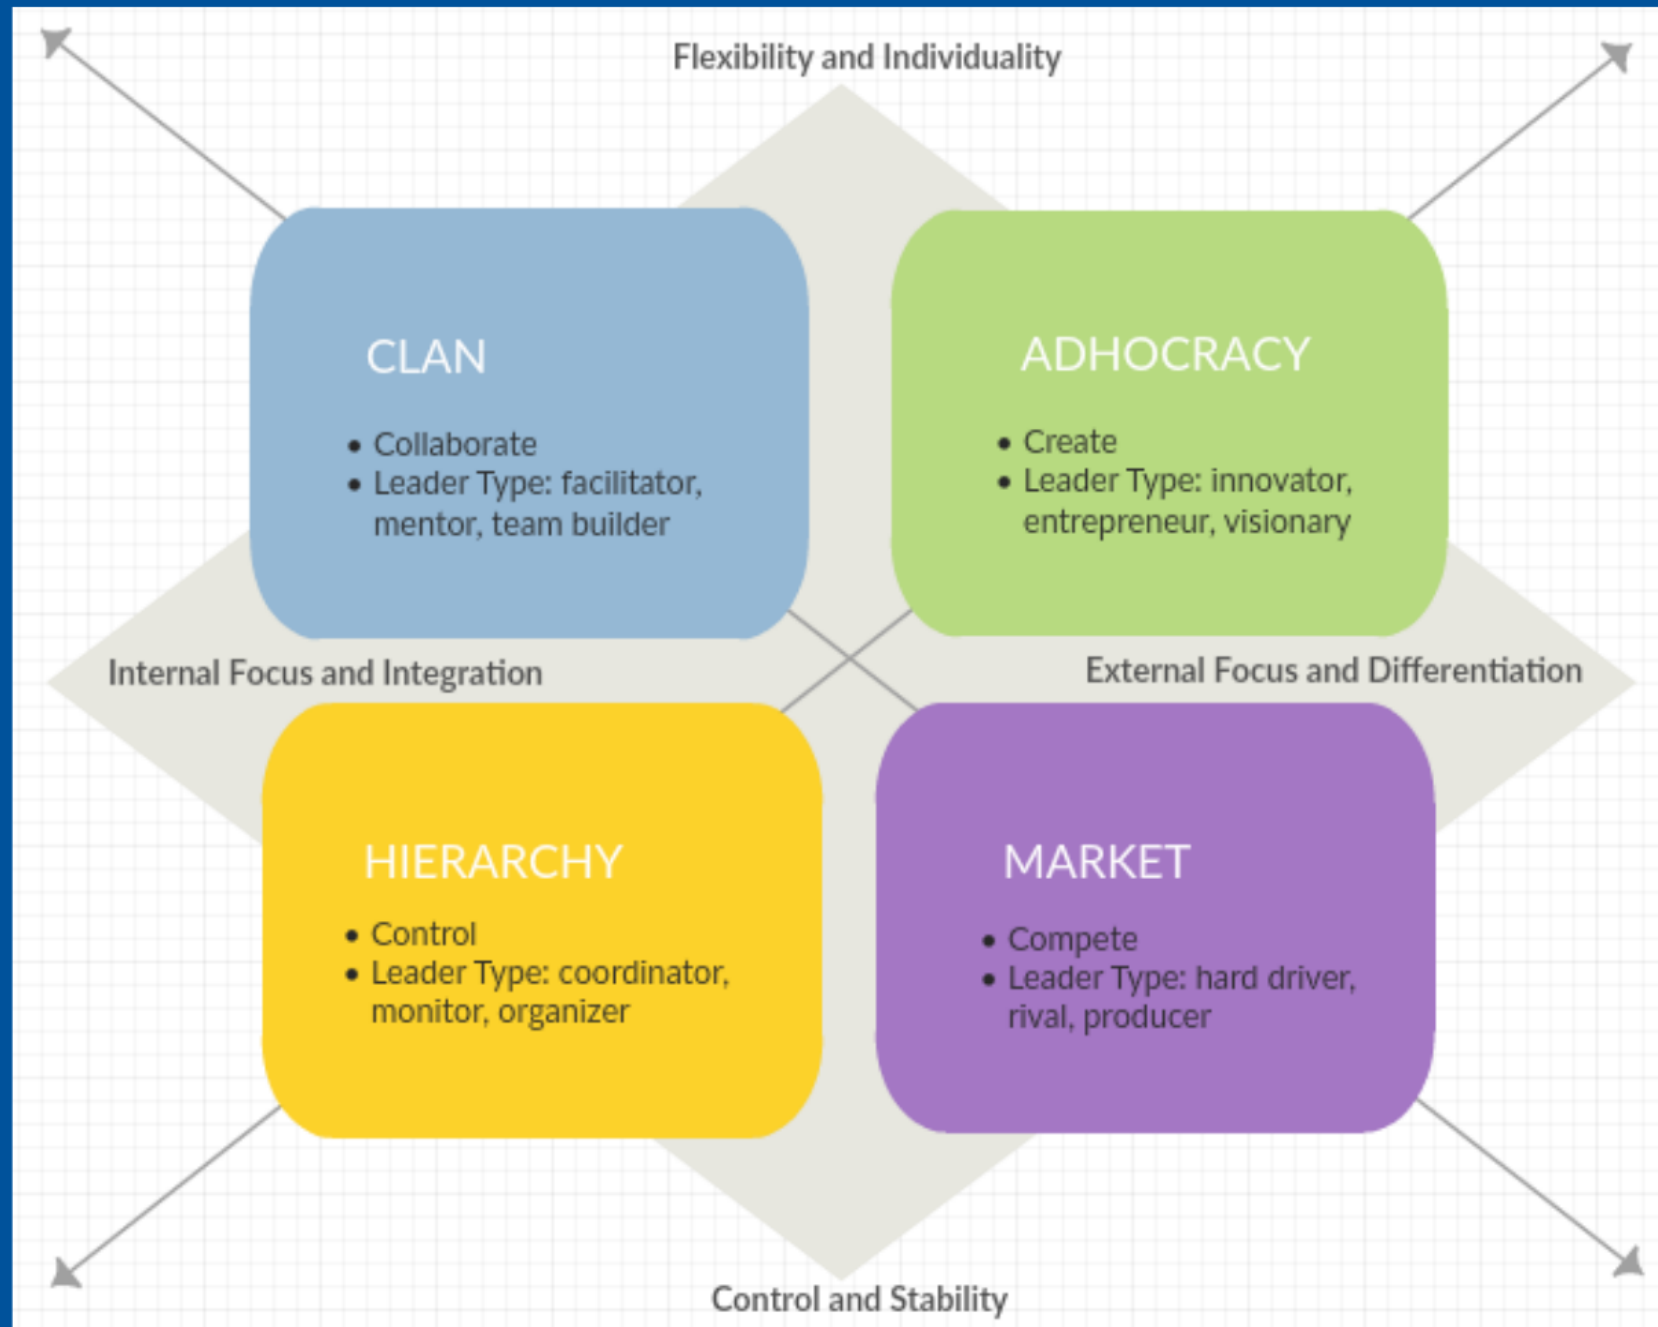 Flexibility and Individuality
CLAN
• Collaborate
• Leader Type: facilitator,
mentor, team builder
ADHOCRACY
• Create
• Leader Type: innovator,
entrepreneur, visionary
Internal Focus and Integration
External Focus and Differentiation
HIERARCHY
• Control
• Leader Type: coordinator,
monitor, organizer
MARKET
• Compete
• Leader Type: hard driver,
rival, producer
Control and Stability